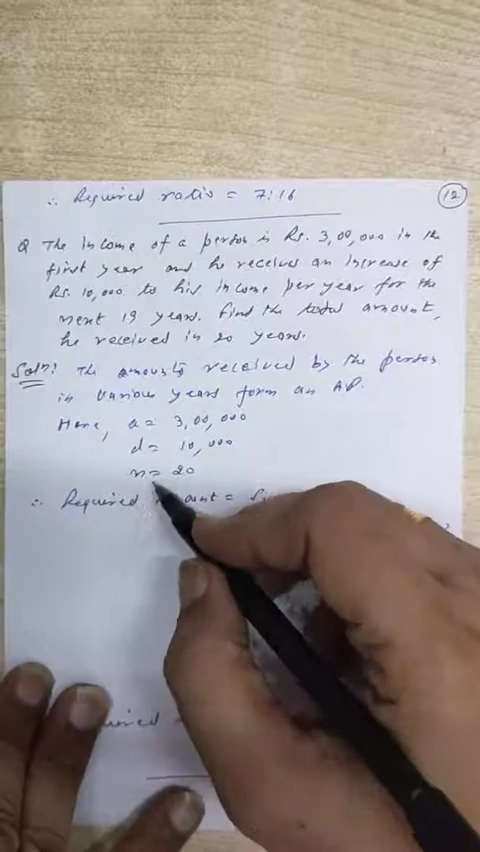 ∴ Required ratio = 7:16
12
Q The income of a person is Rs. 3,00,000 in the
first year and he receives an increase of
Rs. 10,000 to his income per year for the
next 19 years. Find the total amount,
he received in 20 years.
Soln: The amounts received by the person
in various years form an AP.
Here, a = 3,00,000
d = 10,000
n = 20
∴ Required =